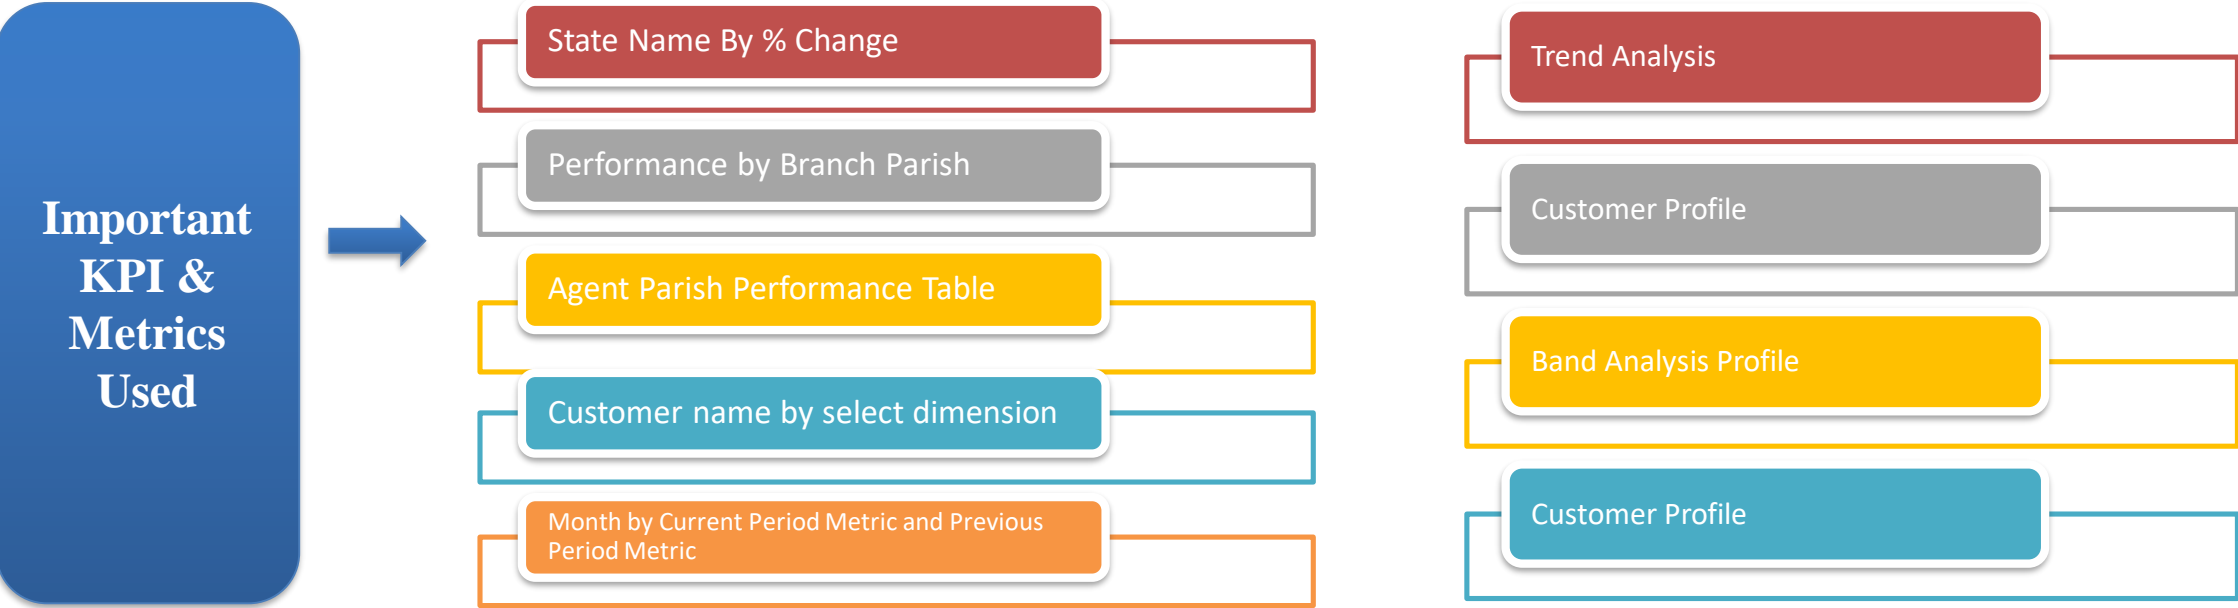 Important
KPI &
Metrics
Used
State Name By % Change
Performance by Branch Parish
Agent Parish Performance Table
Customer name by select dimension
Month by Current Period Metric and Previous
Period Metric
Trend Analysis
Customer Profile
Band Analysis Profile
Customer Profile